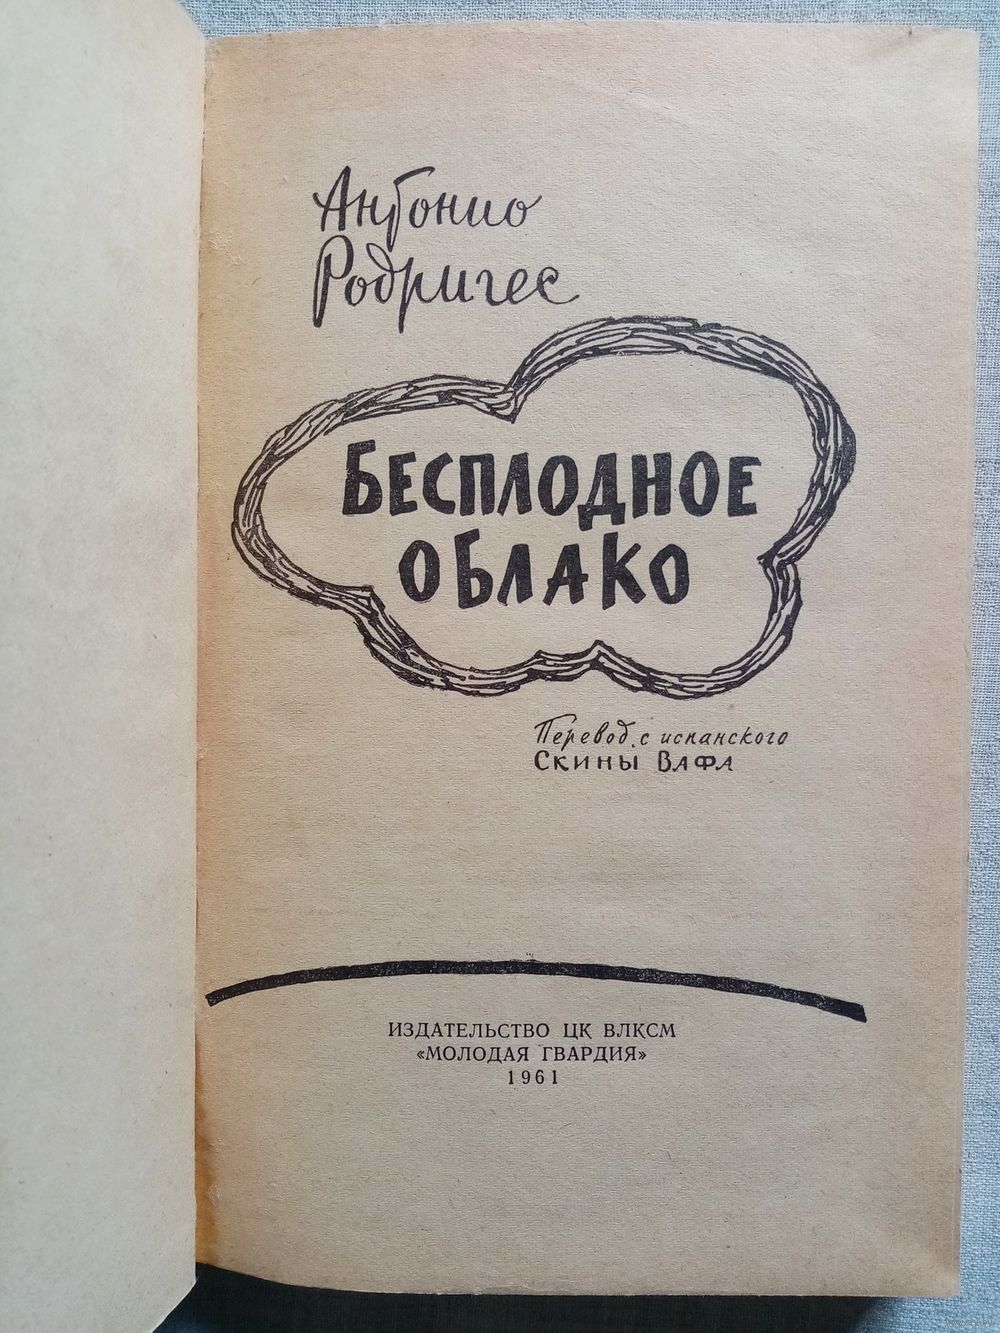 Антонио
Родригес
БЕСПЛОДНОЕ
ОБЛАКО
Перевод с испанского
СКИНЫ ВАФА
ИЗДАТЕЛЬСТВО ЦК ВЛКСМ
«МОЛОДАЯ ГВАРДИЯ»
1961